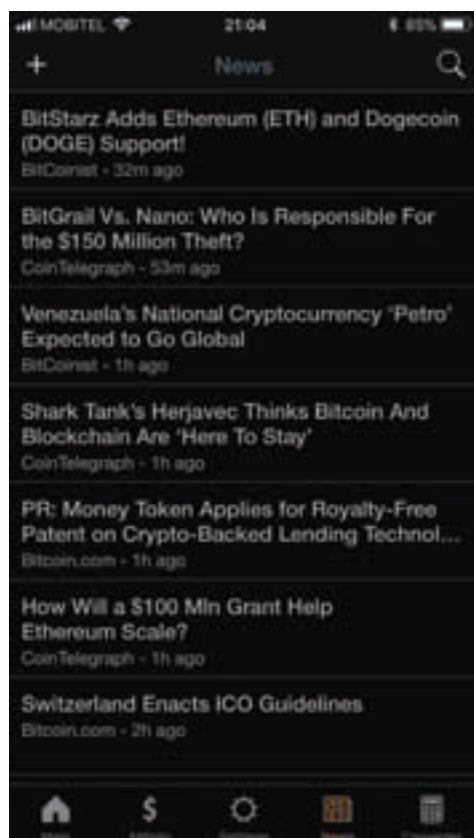 MOBITEL 21:04 85%
+ News
BitStarz Adds Ethereum (ETH) and Dogecoin
(DOGE) Support!
BitCoinist - 32m ago
BitGrail Vs. Nano: Who Is Responsible For
the $150 Million Theft?
CoinTelegraph - 53m ago
Venezuela's National Cryptocurrency 'Petro'
Expected to Go Global
BitCoinist - 1h ago
Shark Tank's Herjavec Thinks Bitcoin And
Blockchain Are 'Here To Stay'
CoinTelegraph - 1h ago
PR: Money Token Applies for Royalty-Free
Patent on Crypto-Backed Lending Technol...
Bitcoin.com - 1h ago
How Will a $100 Mln Grant Help
Ethereum Scale?
CoinTelegraph - 1h ago
Switzerland Enacts ICO Guidelines
Bitcoin.com - 2h ago
$